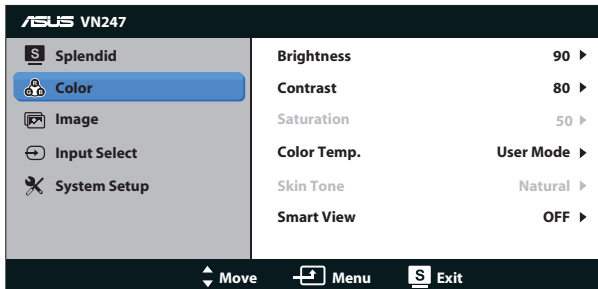 ASUS VN247
S Splendid
Color
Image
Input Select
System Setup
Brightness 90
Contrast 80
Saturation 50
Color Temp. User Mode
Skin Tone Natural
Smart View OFF
Move Menu S Exit